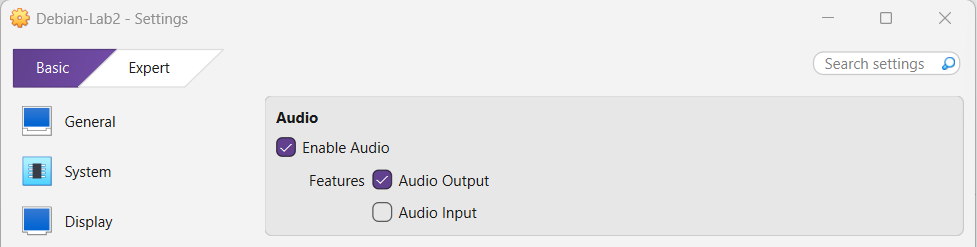 Debian-Lab2 - Settings
Basic
Expert
Search settings
General
System
Display
Audio
Enable Audio
Features
Audio Output
Audio Input